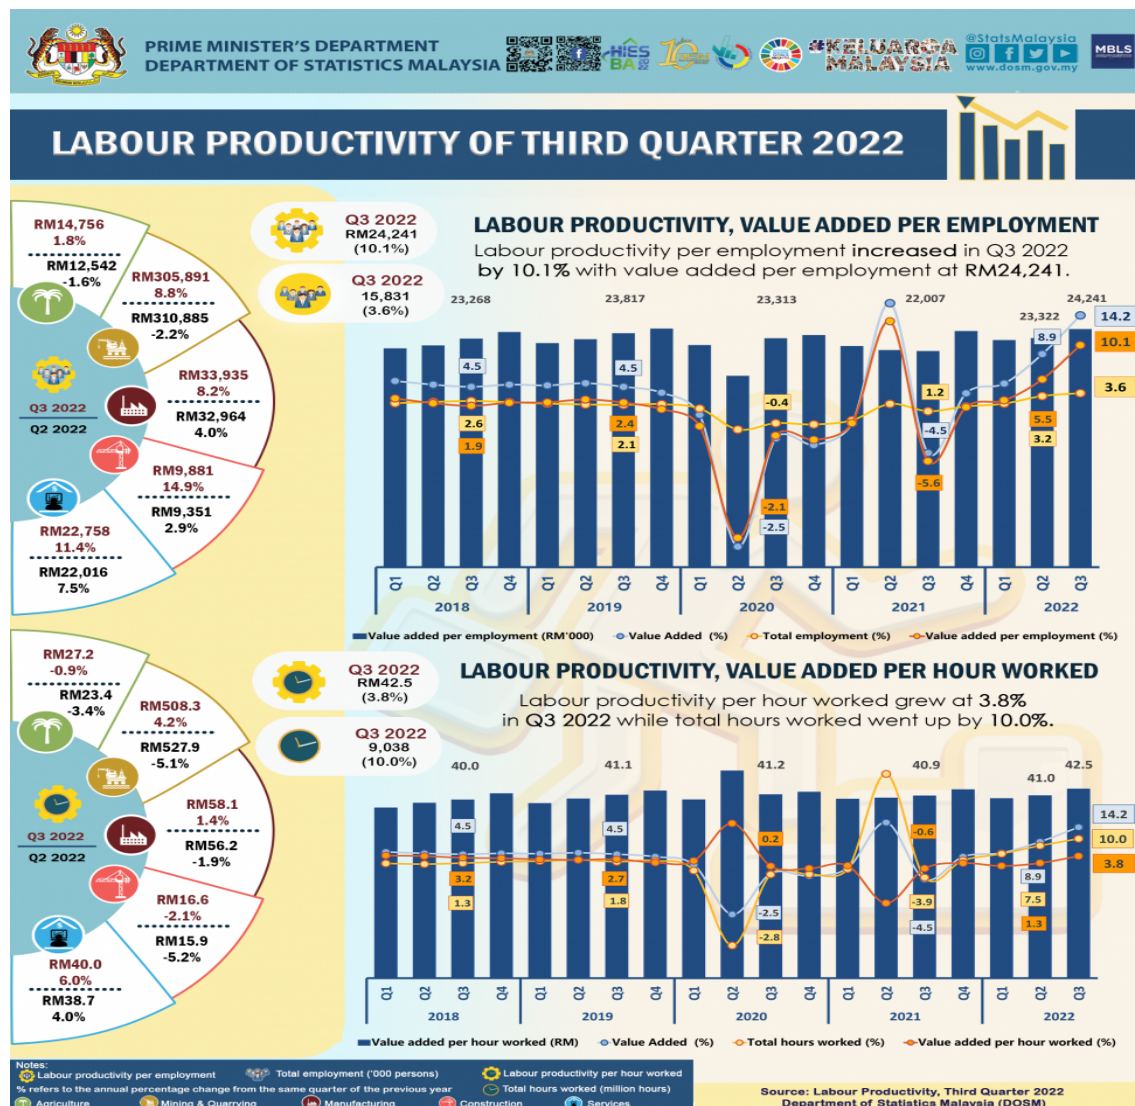 PRIME MINISTER'S DEPARTMENT
DEPARTMENT OF STATISTICS MALAYSIA
HIES
BA
10
#KELUARGA
MALAYSIA
@StatsMalaysia
www.dosm.gov.my
MBLS
LABOUR PRODUCTIVITY OF THIRD QUARTER 2022
RM14,756
1.8%
RM12,542
-1.6%
RM305,891
8.8%
RM310,885
-2.2%
RM33,935
8.2%
RM32,964
4.0%
Q3 2022
Q2 2022
RM9,881
14.9%
RM9,351
2.9%
RM22,758
11.4%
RM22,016
7.5%
Q3 2022
RM24,241
(10.1%)
Q3 2022
15,831
(3.6%)
LABOUR PRODUCTIVITY, VALUE ADDED PER EMPLOYMENT
Labour productivity per employment increased in Q3 2022
by 10.1% with value added per employment at RM24,241.
23,268 23,817 23,313 22,007 23,322 24,241
4.5 4.5 -0.4 1.2 8.9 14.2
10.1
3.6
2.6 2.4 -4.5 5.5
1.9 2.1 3.2
-5.6
-2.1
-2.5
Q1 Q2 Q3 Q4 Q1 Q2 Q3 Q4 Q1 Q2 Q3 Q4 Q1 Q2 Q3 Q4 Q1 Q2 Q3
2018 2019 2020 2021 2022
Value added per employment (RM'000) Value Added (%) Total employment (%) Value added per employment (%)
RM27.2
-0.9%
RM23.4
-3.4%
RM508.3
4.2%
RM527.9
-5.1%
RM58.1
1.4%
RM56.2
-1.9%
Q3 2022
Q2 2022
RM16.6
-2.1%
RM15.9
-5.2%
RM40.0
6.0%
RM38.7
4.0%
Q3 2022
RM42.5
(3.8%)
Q3 2022
9,038
(10.0%)
LABOUR PRODUCTIVITY, VALUE ADDED PER HOUR WORKED
Labour productivity per hour worked grew at 3.8%
in Q3 2022 while total hours worked went up by 10.0%.
40.0 41.1 41.2 40.9 41.0 42.5
4.5 4.5 0.2 -0.6 14.2
10.0
3.8
3.2 2.7 8.9
1.3 1.8 -3.9 7.5
-2.5 -4.5 1.3
-2.8
Q1 Q2 Q3 Q4 Q1 Q2 Q3 Q4 Q1 Q2 Q3 Q4 Q1 Q2 Q3 Q4 Q1 Q2 Q3
2018 2019 2020 2021 2022
Value added per hour worked (RM) Value Added (%) Total hours worked (%) Value added per hour worked (%)
Notes:
Labour productivity per employment Total employment ('000 persons) Labour productivity per hour worked
% refers to the annual percentage change from the same quarter of the previous year Total hours worked (million hours)
Agriculture Mining & Quarrying Manufacturing Construction Services
Source: Labour Productivity, Third Quarter 2022
Department of Statistics Malaysia (DOSM)